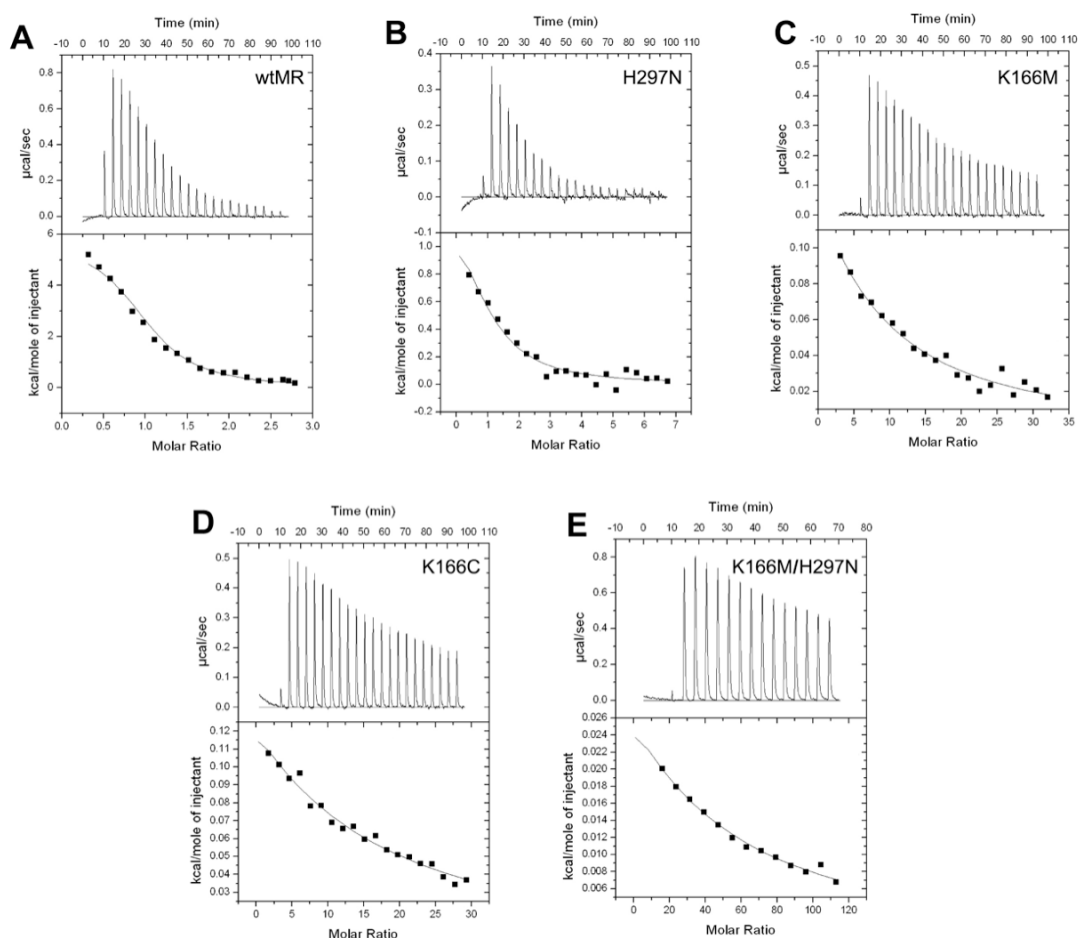 A
Time (min)
-10 0 10 20 30 40 50 60 70 80 90 100 110
wtMR
0.8
0.6
0.4
0.2
0.0
µcal/sec
6
4
2
0
kcal/mole of injectant
0.0 0.5 1.0 1.5 2.0 2.5 3.0
Molar Ratio
B
Time (min)
-10 0 10 20 30 40 50 60 70 80 90 100 110
H297N
0.4
0.3
0.2
0.1
0.0
-0.1
µcal/sec
1.0
0.8
0.6
0.4
0.2
0.0
-0.2
kcal/mole of injectant
0 1 2 3 4 5 6 7
Molar Ratio
C
Time (min)
-10 0 10 20 30 40 50 60 70 80 90 100 110
K166M
0.5
0.4
0.3
0.2
0.1
0.0
µcal/sec
0.10
0.08
0.06
0.04
0.02
kcal/mole of injectant
0 5 10 15 20 25 30 35
Molar Ratio
D
Time (min)
-10 0 10 20 30 40 50 60 70 80 90 100 110
K166C
0.5
0.4
0.3
0.2
0.1
0.0
µcal/sec
0.12
0.11
0.10
0.09
0.08
0.07
0.06
0.05
0.04
0.03
kcal/mole of injectant
0 5 10 15 20 25 30
Molar Ratio
E
Time (min)
-10 0 10 20 30 40 50 60 70 80
K166M/H297N
0.8
0.6
0.4
0.2
0.0
µcal/sec
0.026
0.024
0.022
0.020
0.018
0.016
0.014
0.012
0.010
0.008
0.006
kcal/mole of injectant
0 20 40 60 80 100 120
Molar Ratio